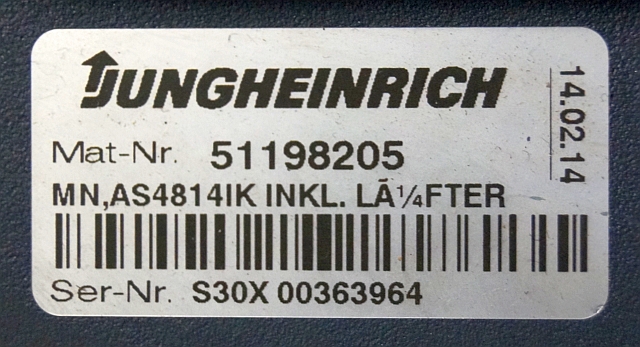 JUNGHEINRICH
14.02.14
Mat-Nr. 51198205
MN,AS4814IK INKL. LÃ¼FTER
Ser-Nr. S30X 00363964